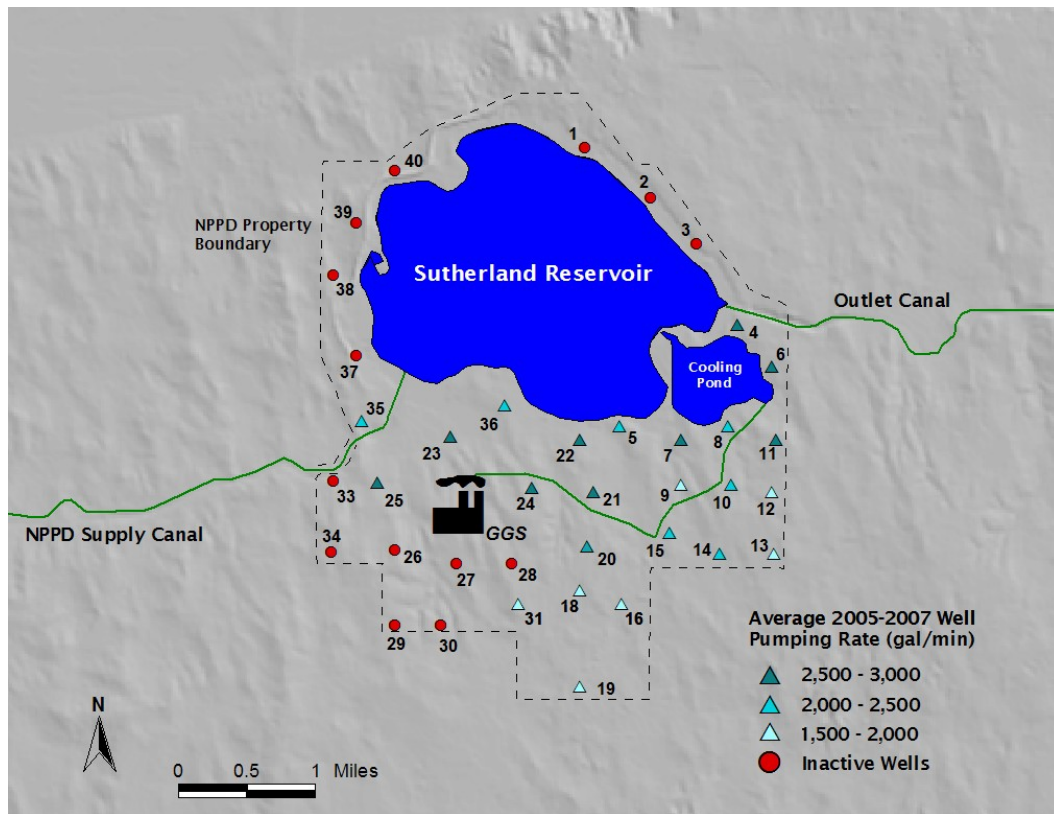 1
40
2
39
NPPD Property
Boundary
3
Sutherland Reservoir
38
Outlet Canal
4
37
6
Cooling
Pond
35
36
5
8
23
22
7
11
25
24
21
9
10
12
33
NPPD Supply Canal
GGS
34
26
20
15
14
13
27
28
18
31
16
29
30
19
Average 2005-2007 Well
Pumping Rate (gal/min)
2,500 - 3,000
2,000 - 2,500
1,500 - 2,000
Inactive Wells
N
0 0.5 1 Miles